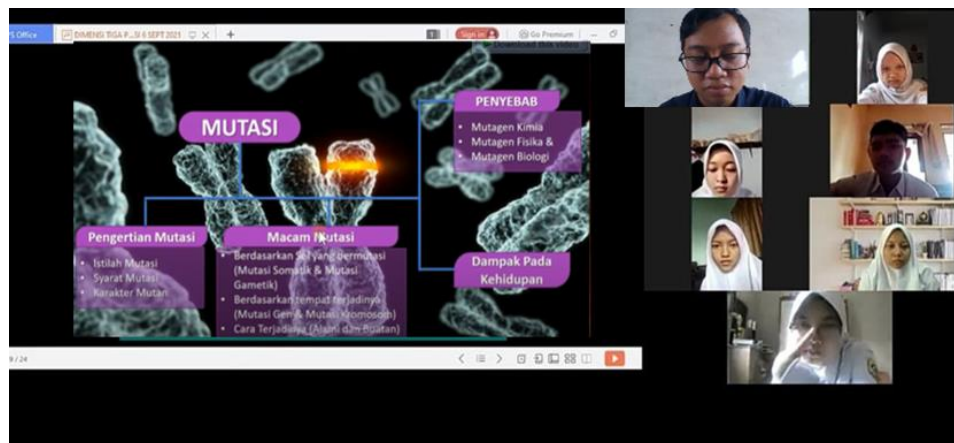 S Office
DIMENSI TIGA P...SI 6 SEPT 2021
Sign in
Go Premium
Download this video
MUTASI
PENYEBAB
• Mutagen Kimia
• Mutagen Fisika &
• Mutagen Biologi
Pengertian Mutasi
• Istilah Mutasi
• Syarat Mutasi
• Karakter Mutan
Macam Mutasi
• Berdasarkan Sel yang bermutasi
(Mutasi Somatik & Mutasi
Gametik)
• Berdasarkan tempat terjadinya
(Mutasi Gen & Mutasi Kromosom)
• Cara Terjadinya (Alami dan Buatan)
Dampak Pada
Kehidupan
9 / 24